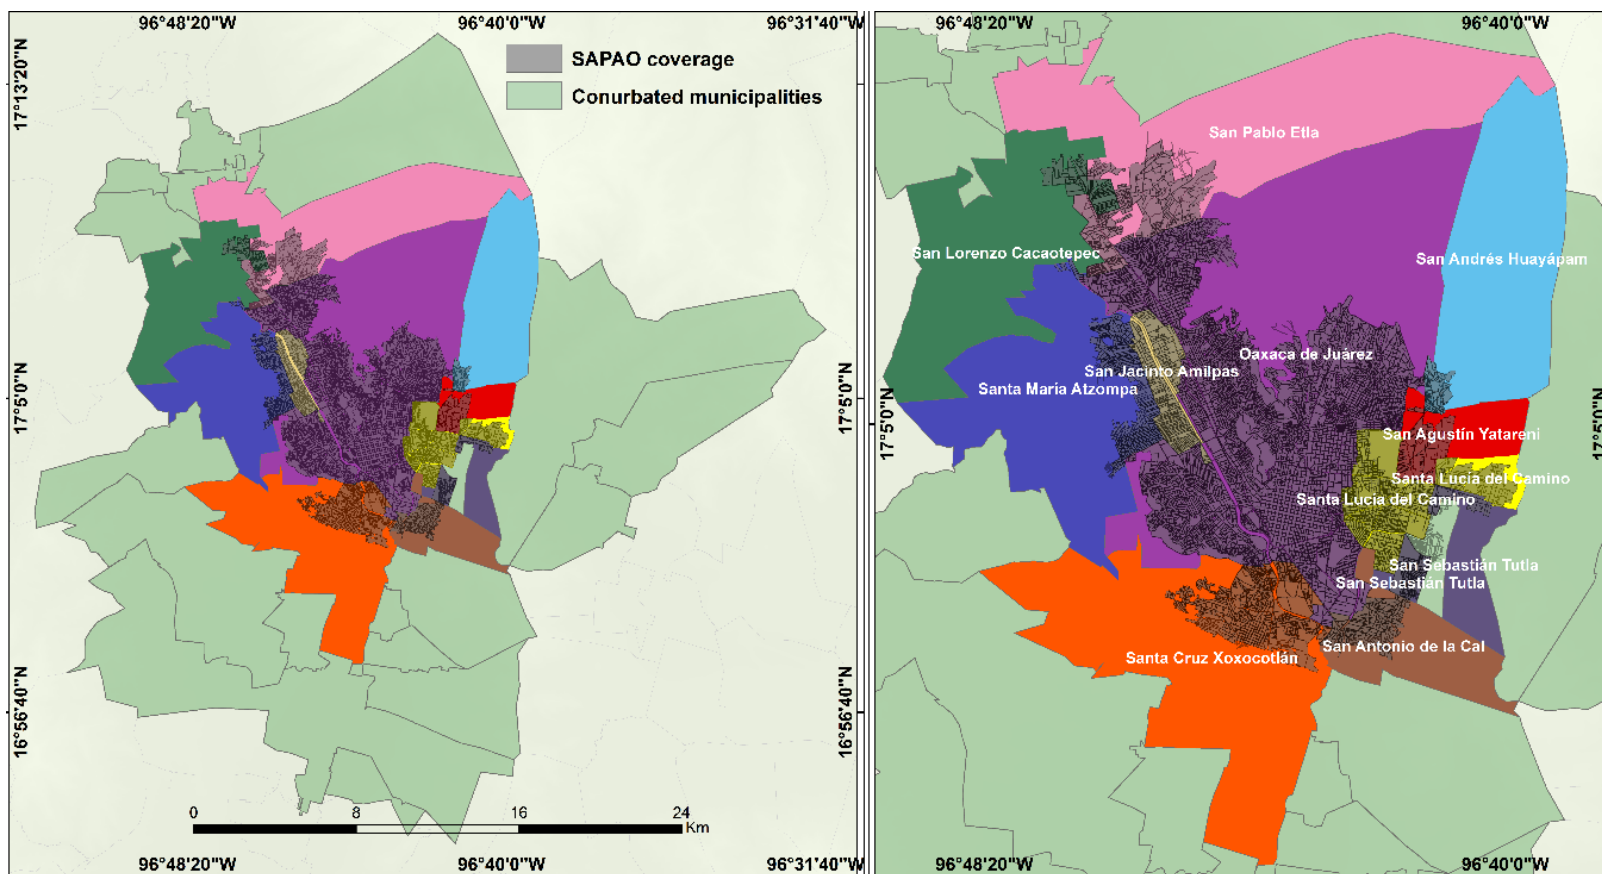 96°48'20"W
96°40'0"W
96°31'40"W
17°13'20"N
SAPAO coverage
Conurbated municipalities
17°5'0"N
17°5'0"N
16°56'40"N
16°56'40"N
0
8
16
24
Km
96°48'20"W
96°40'0"W
96°31'40"W
96°48'20"W
96°40'0"W
San Pablo Etla
San Lorenzo Cacaotepec
San Andrés Huayápam
Oaxaca de Juárez
San Jacinto Amilpas
Santa María Atzompa
17°5'0"N
17°5'0"N
San Agustín Yatareni
Santa Lucía del Camino
Santa Lucía del Camino
San Sebastián Tutla
San Sebastián Tutla
San Antonio de la Cal
Santa Cruz Xoxocotlán
96°48'20"W
96°40'0"W